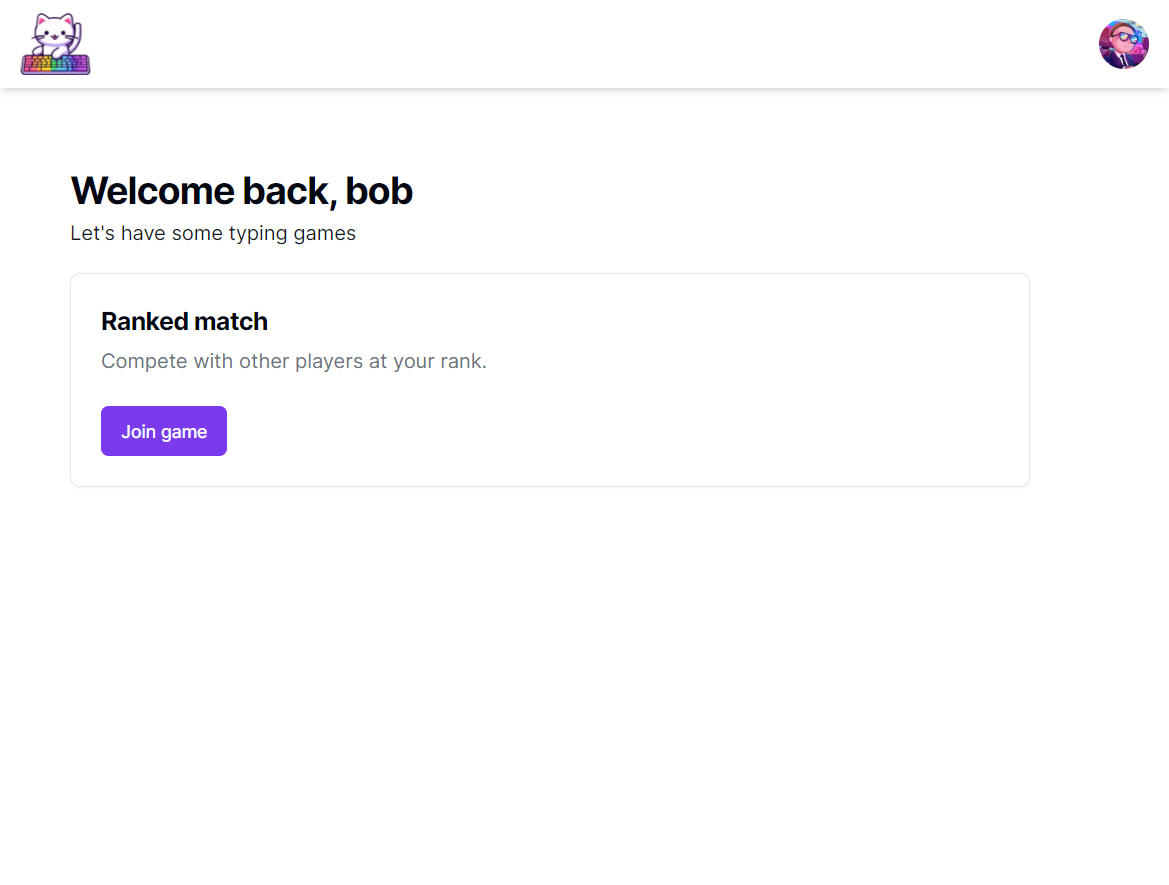 Welcome back, bob
Let's have some typing games
Ranked match
Compete with other players at your rank.
Join game